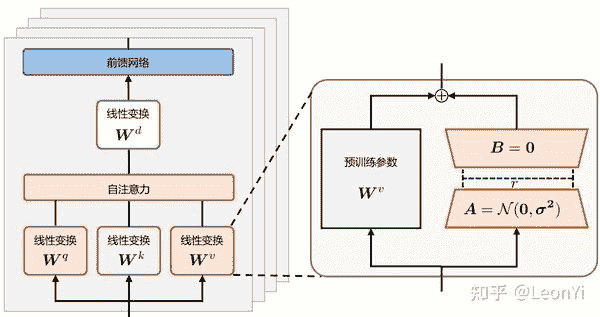 前馈网络
线性变换
W^d
自注意力
线性变换
W^q
线性变换
W^k
线性变换
W^v
预训练参数
W^v
B = 0
r
A = N(0, σ²)
知乎 @LeonYi